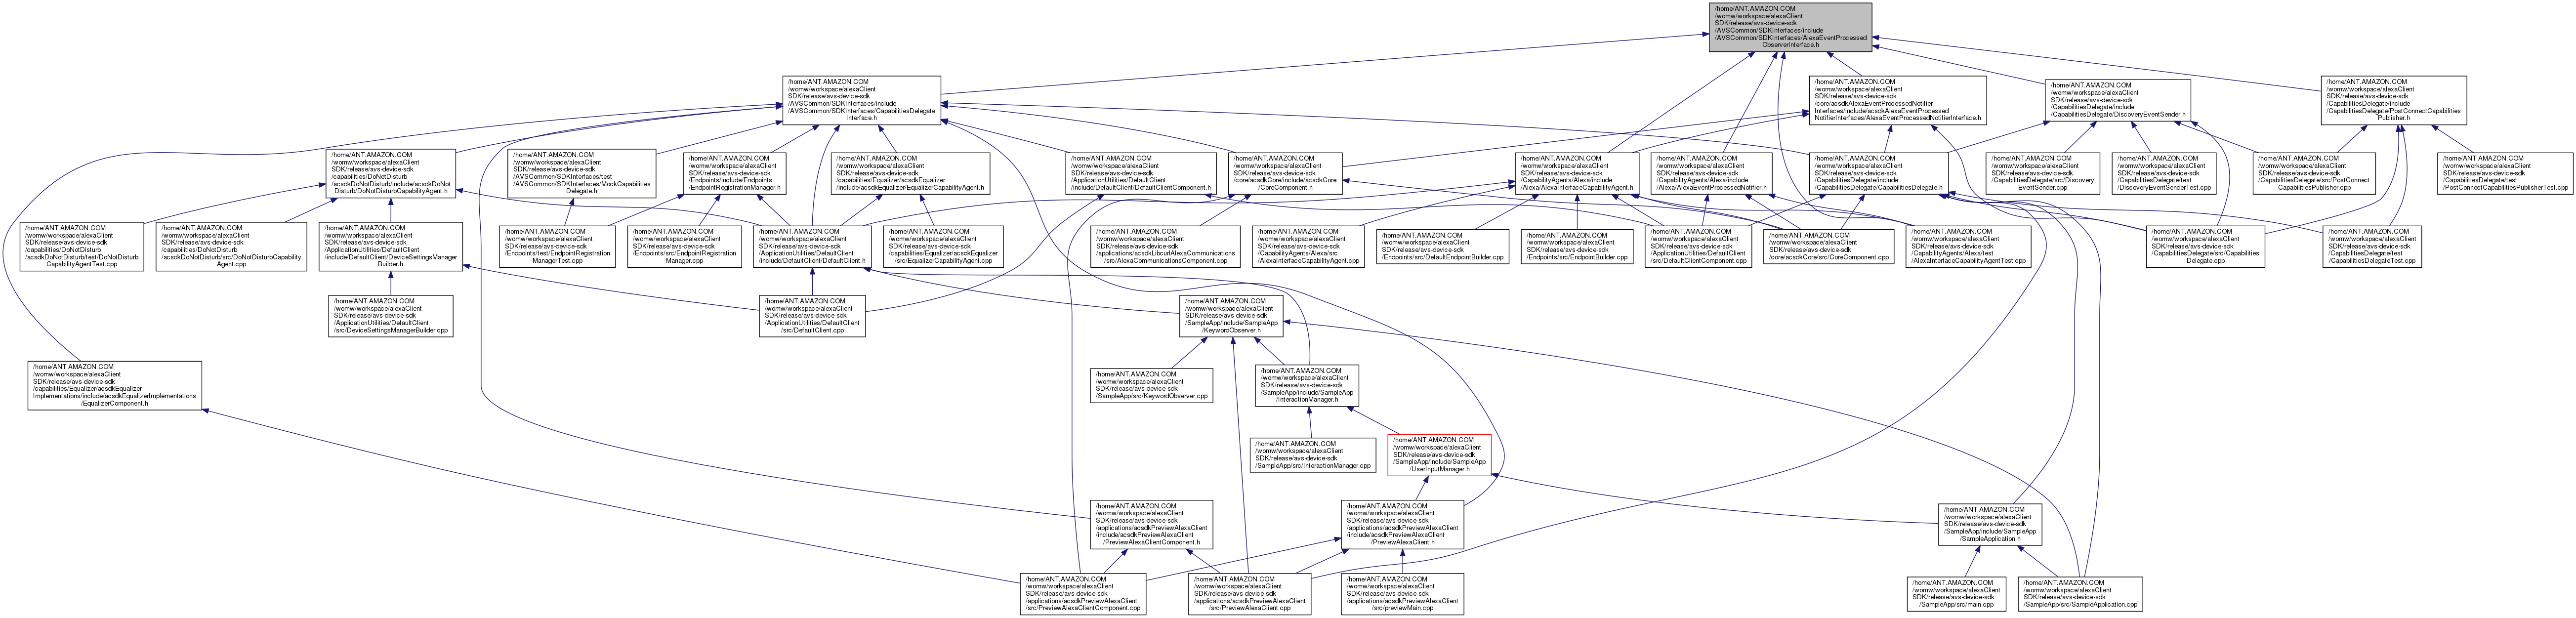 /home/ANT.AMAZON.COM
/womw/workspace/alexaClient
SDK/release/avs-device-sdk
/AVSCommon/SDKInterfaces/include
/AVSCommon/SDKInterfaces/AlexaEventProcessed
ObserverInterface.h
/home/ANT.AMAZON.COM
/womw/workspace/alexaClient
SDK/release/avs-device-sdk
/AVSCommon/SDKInterfaces/include
/AVSCommon/SDKInterfaces/CapabilitiesDelegate
Interface.h
/home/ANT.AMAZON.COM
/womw/workspace/alexaClient
SDK/release/avs-device-sdk
/core/acsdkAlexaEventProcessedNotifier
Interfaces/include/acsdkAlexaEventProcessed
NotifierInterfaces/AlexaEventProcessedNotifierInterface.h
/home/ANT.AMAZON.COM
/womw/workspace/alexaClient
SDK/release/avs-device-sdk
/CapabilitiesDelegate/include
/CapabilitiesDelegate/DiscoveryEventSender.h
/home/ANT.AMAZON.COM
/womw/workspace/alexaClient
SDK/release/avs-device-sdk
/CapabilitiesDelegate/include
/CapabilitiesDelegate/PostConnectCapabilities
Publisher.h
/home/ANT.AMAZON.COM
/womw/workspace/alexaClient
SDK/release/avs-device-sdk
/capabilities/DoNotDisturb
/acsdkDoNotDisturb/include/acsdkDoNot
Disturb/DoNotDisturbCapabilityAgent.h
/home/ANT.AMAZON.COM
/womw/workspace/alexaClient
SDK/release/avs-device-sdk
/AVSCommon/SDKInterfaces/test
/AVSCommon/SDKInterfaces/MockCapabilities
Delegate.h
/home/ANT.AMAZON.COM
/womw/workspace/alexaClient
SDK/release/avs-device-sdk
/Endpoints/include/Endpoints
/EndpointRegistrationManager.h
/home/ANT.AMAZON.COM
/womw/workspace/alexaClient
SDK/release/avs-device-sdk
/capabilities/Equalizer/acsdkEqualizer
/include/acsdkEqualizer/EqualizerCapabilityAgent.h
/home/ANT.AMAZON.COM
/womw/workspace/alexaClient
SDK/release/avs-device-sdk
/ApplicationUtilities/DefaultClient
/include/DefaultClient/DefaultClientComponent.h
/home/ANT.AMAZON.COM
/womw/workspace/alexaClient
SDK/release/avs-device-sdk
/core/acsdkCore/include/acsdkCore
/CoreComponent.h
/home/ANT.AMAZON.COM
/womw/workspace/alexaClient
SDK/release/avs-device-sdk
/CapabilityAgents/Alexa/include
/Alexa/AlexaInterfaceCapabilityAgent.h
/home/ANT.AMAZON.COM
/womw/workspace/alexaClient
SDK/release/avs-device-sdk
/CapabilityAgents/Alexa/include
/Alexa/AlexaEventProcessedNotifier.h
/home/ANT.AMAZON.COM
/womw/workspace/alexaClient
SDK/release/avs-device-sdk
/CapabilitiesDelegate/include
/CapabilitiesDelegate/CapabilitiesDelegate.h
/home/ANT.AMAZON.COM
/womw/workspace/alexaClient
SDK/release/avs-device-sdk
/CapabilitiesDelegate/src/Discovery
EventSender.cpp
/home/ANT.AMAZON.COM
/womw/workspace/alexaClient
SDK/release/avs-device-sdk
/CapabilitiesDelegate/test
/DiscoveryEventSenderTest.cpp
/home/ANT.AMAZON.COM
/womw/workspace/alexaClient
SDK/release/avs-device-sdk
/CapabilitiesDelegate/src/PostConnect
CapabilitiesPublisher.cpp
/home/ANT.AMAZON.COM
/womw/workspace/alexaClient
SDK/release/avs-device-sdk
/CapabilitiesDelegate/test
/PostConnectCapabilitiesPublisherTest.cpp
/home/ANT.AMAZON.COM
/womw/workspace/alexaClient
SDK/release/avs-device-sdk
/capabilities/DoNotDisturb
/acsdkDoNotDisturb/test/DoNotDisturb
CapabilityAgentTest.cpp
/home/ANT.AMAZON.COM
/womw/workspace/alexaClient
SDK/release/avs-device-sdk
/capabilities/DoNotDisturb
/acsdkDoNotDisturb/src/DoNotDisturbCapability
Agent.cpp
/home/ANT.AMAZON.COM
/womw/workspace/alexaClient
SDK/release/avs-device-sdk
/ApplicationUtilities/DefaultClient
/include/DefaultClient/DeviceSettingsManager
Builder.h
/home/ANT.AMAZON.COM
/womw/workspace/alexaClient
SDK/release/avs-device-sdk
/Endpoints/test/EndpointRegistration
ManagerTest.cpp
/home/ANT.AMAZON.COM
/womw/workspace/alexaClient
SDK/release/avs-device-sdk
/Endpoints/src/EndpointRegistration
Manager.cpp
/home/ANT.AMAZON.COM
/womw/workspace/alexaClient
SDK/release/avs-device-sdk
/ApplicationUtilities/DefaultClient
/include/DefaultClient/DefaultClient.h
/home/ANT.AMAZON.COM
/womw/workspace/alexaClient
SDK/release/avs-device-sdk
/capabilities/Equalizer/acsdkEqualizer
/src/EqualizerCapabilityAgent.cpp
/home/ANT.AMAZON.COM
/womw/workspace/alexaClient
SDK/release/avs-device-sdk
/applications/acsdkLibcurlAlexaCommunications
/src/AlexaCommunicationsComponent.cpp
/home/ANT.AMAZON.COM
/womw/workspace/alexaClient
SDK/release/avs-device-sdk
/CapabilityAgents/Alexa/src
/AlexaInterfaceCapabilityAgent.cpp
/home/ANT.AMAZON.COM
/womw/workspace/alexaClient
SDK/release/avs-device-sdk
/Endpoints/src/DefaultEndpointBuilder.cpp
/home/ANT.AMAZON.COM
/womw/workspace/alexaClient
SDK/release/avs-device-sdk
/Endpoints/src/EndpointBuilder.cpp
/home/ANT.AMAZON.COM
/womw/workspace/alexaClient
SDK/release/avs-device-sdk
/ApplicationUtilities/DefaultClient
/src/DefaultClientComponent.cpp
/home/ANT.AMAZON.COM
/womw/workspace/alexaClient
SDK/release/avs-device-sdk
/core/acsdkCore/src/CoreComponent.cpp
/home/ANT.AMAZON.COM
/womw/workspace/alexaClient
SDK/release/avs-device-sdk
/CapabilityAgents/Alexa/test
/AlexaInterfaceCapabilityAgentTest.cpp
/home/ANT.AMAZON.COM
/womw/workspace/alexaClient
SDK/release/avs-device-sdk
/CapabilitiesDelegate/src/Capabilities
Delegate.cpp
/home/ANT.AMAZON.COM
/womw/workspace/alexaClient
SDK/release/avs-device-sdk
/CapabilitiesDelegate/test
/CapabilitiesDelegateTest.cpp
/home/ANT.AMAZON.COM
/womw/workspace/alexaClient
SDK/release/avs-device-sdk
/ApplicationUtilities/DefaultClient
/src/DeviceSettingsManagerBuilder.cpp
/home/ANT.AMAZON.COM
/womw/workspace/alexaClient
SDK/release/avs-device-sdk
/ApplicationUtilities/DefaultClient
/src/DefaultClient.cpp
/home/ANT.AMAZON.COM
/womw/workspace/alexaClient
SDK/release/avs-device-sdk
/SampleApp/include/SampleApp
/KeywordObserver.h
/home/ANT.AMAZON.COM
/womw/workspace/alexaClient
SDK/release/avs-device-sdk
/capabilities/Equalizer/acsdkEqualizer
Implementations/include/acsdkEqualizerImplementations
/EqualizerComponent.h
/home/ANT.AMAZON.COM
/womw/workspace/alexaClient
SDK/release/avs-device-sdk
/SampleApp/src/KeywordObserver.cpp
/home/ANT.AMAZON.COM
/womw/workspace/alexaClient
SDK/release/avs-device-sdk
/SampleApp/include/SampleApp
/InteractionManager.h
/home/ANT.AMAZON.COM
/womw/workspace/alexaClient
SDK/release/avs-device-sdk
/SampleApp/src/InteractionManager.cpp
/home/ANT.AMAZON.COM
/womw/workspace/alexaClient
SDK/release/avs-device-sdk
/SampleApp/include/SampleApp
/UserInputManager.h
/home/ANT.AMAZON.COM
/womw/workspace/alexaClient
SDK/release/avs-device-sdk
/applications/acsdkPreviewAlexaClient
/include/acsdkPreviewAlexaClient
/PreviewAlexaClientComponent.h
/home/ANT.AMAZON.COM
/womw/workspace/alexaClient
SDK/release/avs-device-sdk
/applications/acsdkPreviewAlexaClient
/include/acsdkPreviewAlexaClient
/PreviewAlexaClient.h
/home/ANT.AMAZON.COM
/womw/workspace/alexaClient
SDK/release/avs-device-sdk
/SampleApp/include/SampleApp
/SampleApplication.h
/home/ANT.AMAZON.COM
/womw/workspace/alexaClient
SDK/release/avs-device-sdk
/applications/acsdkPreviewAlexaClient
/src/PreviewAlexaClientComponent.cpp
/home/ANT.AMAZON.COM
/womw/workspace/alexaClient
SDK/release/avs-device-sdk
/applications/acsdkPreviewAlexaClient
/src/PreviewAlexaClient.cpp
/home/ANT.AMAZON.COM
/womw/workspace/alexaClient
SDK/release/avs-device-sdk
/applications/acsdkPreviewAlexaClient
/src/previewMain.cpp
/home/ANT.AMAZON.COM
/womw/workspace/alexaClient
SDK/release/avs-device-sdk
/SampleApp/src/main.cpp
/home/ANT.AMAZON.COM
/womw/workspace/alexaClient
SDK/release/avs-device-sdk
/SampleApp/src/SampleApplication.cpp